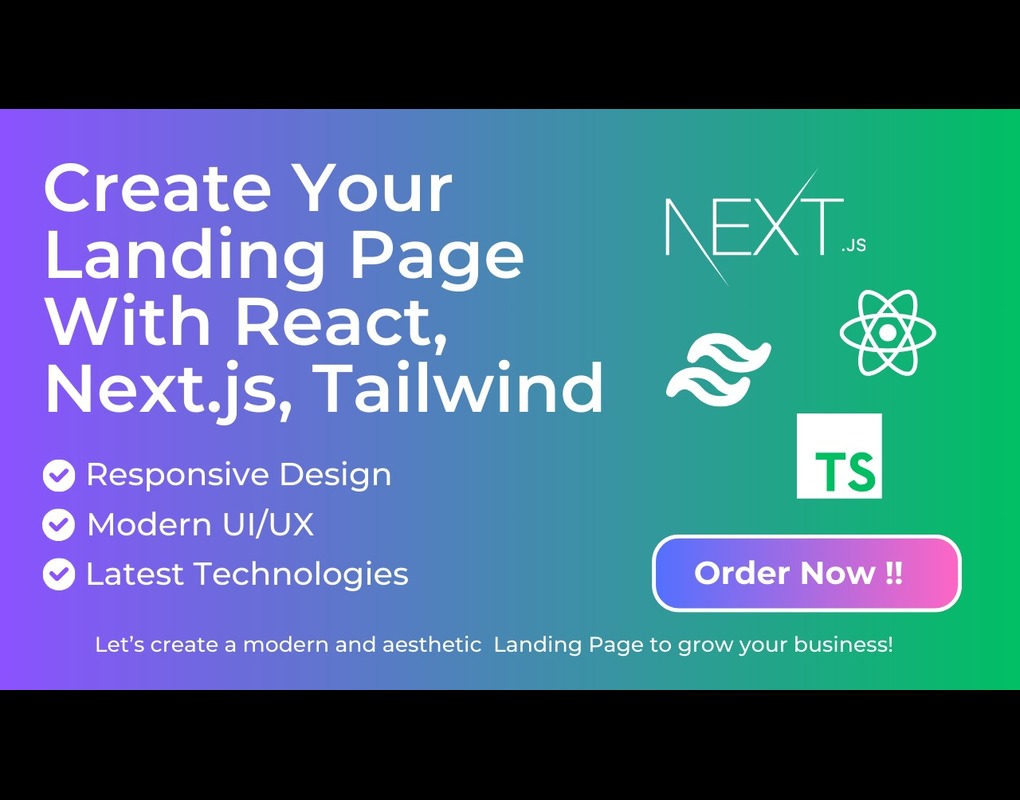 Create Your
Landing Page
With React,
Next.js, Tailwind
Responsive Design
Modern UI/UX
Latest Technologies
NEXT.JS
TS
Order Now !!
Let’s create a modern and aesthetic  Landing Page to grow your business!